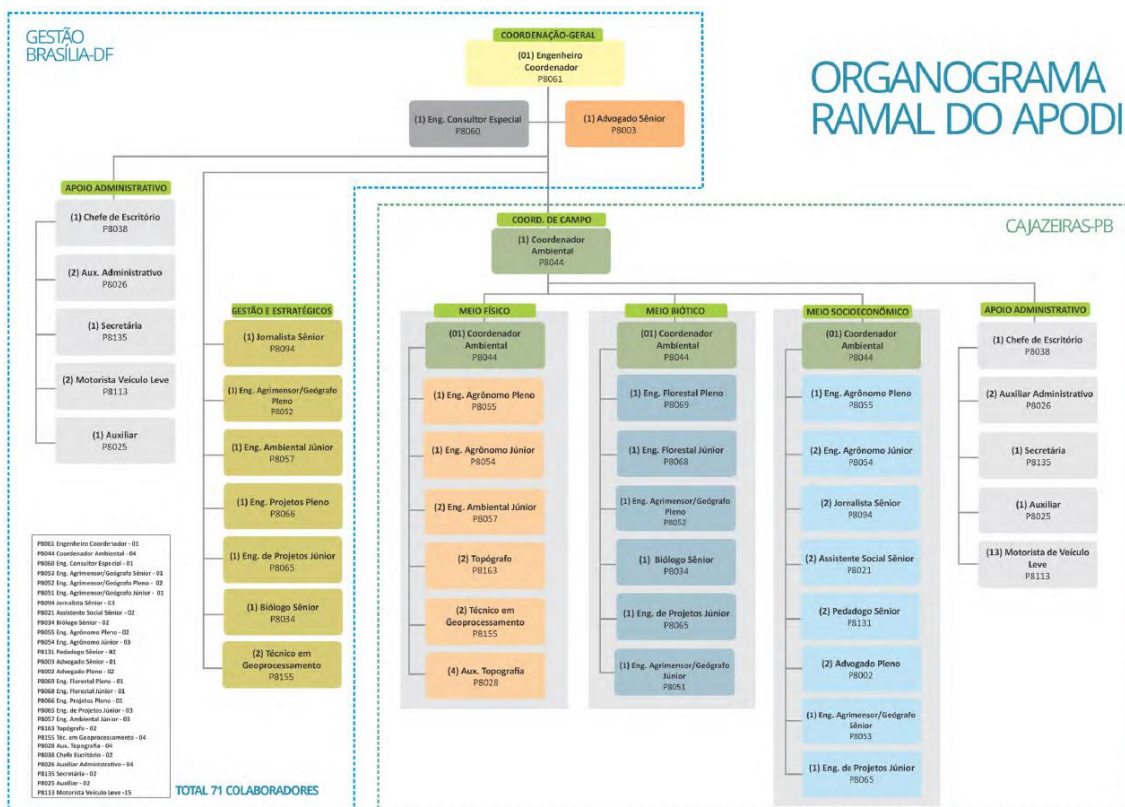 GESTÃO
BRASÍLIA-DF
COORDENAÇÃO-GERAL
(01) Engenheiro
Coordenador
P8061
(1) Eng. Consultor Especial
P8060
(1) Advogado Sênior
P8003
ORGANOGRAMA
RAMAL DO APODI
APOIO ADMINISTRATIVO
(1) Chefe de Escritório
P8038
(2) Aux. Administrativo
P8026
(1) Secretária
P8135
(2) Motorista Veículo Leve
P8113
(1) Auxiliar
P8025
GESTÃO E ESTRATÉGICOS
(1) Jornalista Sênior
P8094
(1) Eng. Agrimensor/Geógrafo
Pleno
P8052
(1) Eng. Ambiental Júnior
P8057
(1) Eng. Projetos Pleno
P8066
(1) Eng. de Projetos Júnior
P8065
(1) Biólogo Sênior
P8034
(2) Técnico em
Geoprocessamento
P8155
COORD. DE CAMPO
(1) Coordenador
Ambiental
P8044
CAJAZEIRAS-PB
MEIO FÍSICO
(01) Coordenador
Ambiental
P8044
(1) Eng. Agrônomo Pleno
P8055
(1) Eng. Agrônomo Júnior
P8054
(2) Eng. Ambiental Júnior
P8057
(2) Topógrafo
P8163
(2) Técnico em
Geoprocessamento
P8155
(4) Aux. Topografia
P8028
MEIO BIÓTICO
(01) Coordenador
Ambiental
P8044
(1) Eng. Florestal Pleno
P8069
(1) Eng. Florestal Júnior
P8068
(1) Eng. Agrimensor/Geógrafo
Pleno
P8052
(1) Biólogo Sênior
P8034
(1) Eng. de Projetos Júnior
P8065
(1) Eng. Agrimensor/Geógrafo
Júnior
P8051
MEIO SOCIOECONÔMICO
(01) Coordenador
Ambiental
P8044
(1) Eng. Agrônomo Pleno
P8055
(2) Eng. Agrônomo Júnior
P8054
(2) Jornalista Sênior
P8094
(2) Assistente Social Sênior
P8021
(2) Pedadogo Sênior
P8131
(2) Advogado Pleno
P8002
(1) Eng. Agrimensor/Geógrafo
Sênior
P8053
(1) Eng. de Projetos Júnior
P8065
APOIO ADMINISTRATIVO
(1) Chefe de Escritório
P8038
(2) Auxiliar Administrativo
P8026
(1) Secretária
P8135
(1) Auxiliar
P8025
(13) Motorista de Veículo
Leve
P8113
P8061 Engenheiro Coordenador - 01
P8044 Coordenador Ambiental - 04
P8060 Eng. Consultor Especial - 01
P8053 Eng. Agrimensor/Geógrafo Sênior - 01
P8052 Eng. Agrimensor/Geógrafo Pleno - 02
P8051 Eng. Agrimensor/Geógrafo Júnior - 01
P8094 Jornalista Sênior - 03
P8021 Assistente Social Sênior - 02
P8034 Biólogo Sênior - 02
P8055 Eng. Agrônomo Pleno - 02
P8054 Eng. Agrônomo Júnior - 03
P8131 Pedadogo Sênior - 02
P8003 Advogado Sênior - 01
P8002 Advogado Pleno - 02
P8069 Eng. Florestal Pleno - 01
P8068 Eng. Florestal Júnior - 01
P8066 Eng. Projetos Pleno - 01
P8065 Eng. de Projetos Júnior - 03
P8057 Eng. Ambiental Júnior - 03
P8163 Topógrafo - 02
P8155 Téc. em Geoprocessamento - 04
P8028 Aux. Topografia - 04
P8038 Chefe Escritório - 02
P8026 Auxiliar Administrativo - 04
P8135 Secretária - 02
P8025 Auxiliar - 02
P8113 Motorista Veículo Leve -15
TOTAL 71 COLABORADORES